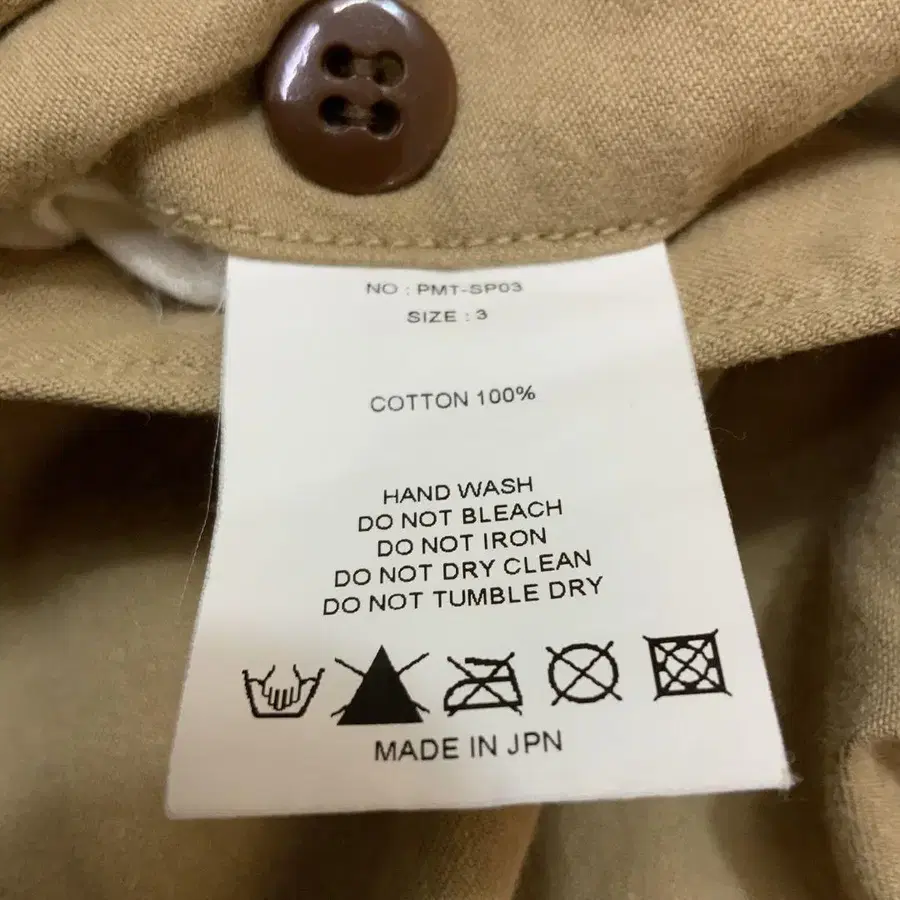 NO : PMT-SP03
SIZE : 3
COTTON 100%
HAND WASH
DO NOT BLEACH
DO NOT IRON
DO NOT DRY CLEAN
DO NOT TUMBLE DRY
MADE IN JPN